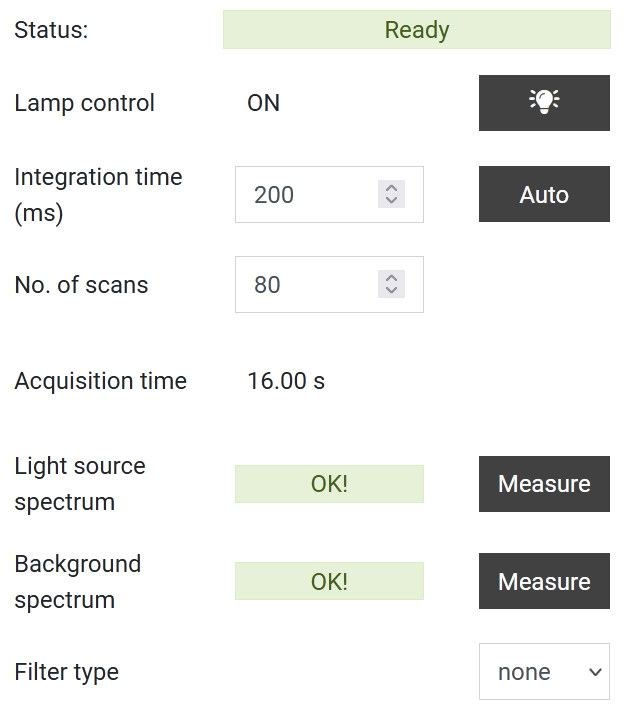 Status: Ready
Lamp control ON
Integration time
(ms) 200 Auto
No. of scans 80
Acquisition time 16.00 s
Light source
spectrum OK! Measure
Background
spectrum OK! Measure
Filter type none